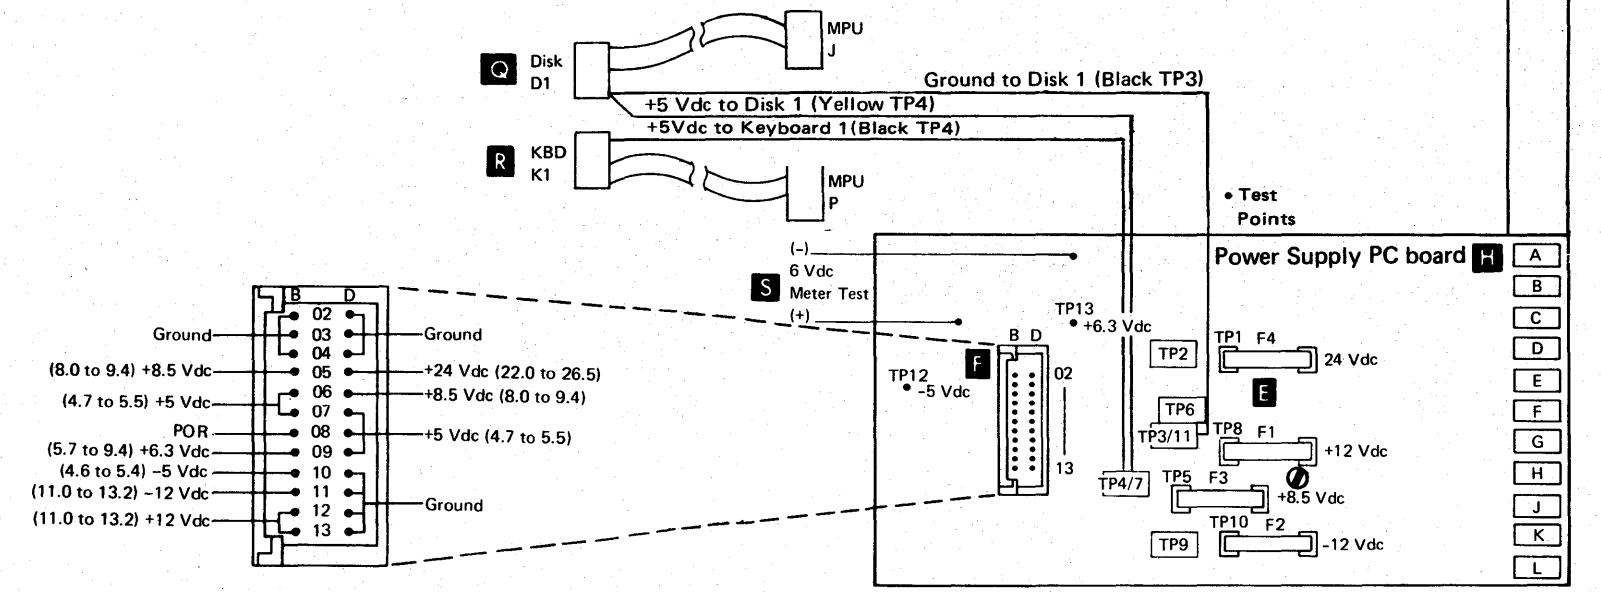 MPU
J
Q
Disk
D1
Ground to Disk 1 (Black TP3)
+5 Vdc to Disk 1 (Yellow TP4)
+5Vdc to Keyboard 1(Black TP4)
R
KBD
K1
MPU
P
• Test
Points
(-)
6 Vdc
S
Meter Test
(+)
Power Supply PC board H
A
B
C
D
E
F
G
H
J
K
L
TP13
+6.3 Vdc
B D
F
02
13
TP12
-5 Vdc
TP2
TP1 F4
24 Vdc
E
TP6
TP3/11
TP8 F1
+12 Vdc
TP4/7
TP5 F3
+8.5 Vdc
TP10 F2
TP9
-12 Vdc
B D
02
Ground 03 Ground
04
(8.0 to 9.4) +8.5 Vdc 05 +24 Vdc (22.0 to 26.5)
06 +8.5 Vdc (8.0 to 9.4)
(4.7 to 5.5) +5 Vdc 07
POR 08 +5 Vdc (4.7 to 5.5)
(5.7 to 9.4) +6.3 Vdc 09
(4.6 to 5.4) -5 Vdc 10
(11.0 to 13.2) -12 Vdc 11
Ground
(11.0 to 13.2) +12 Vdc 12
13